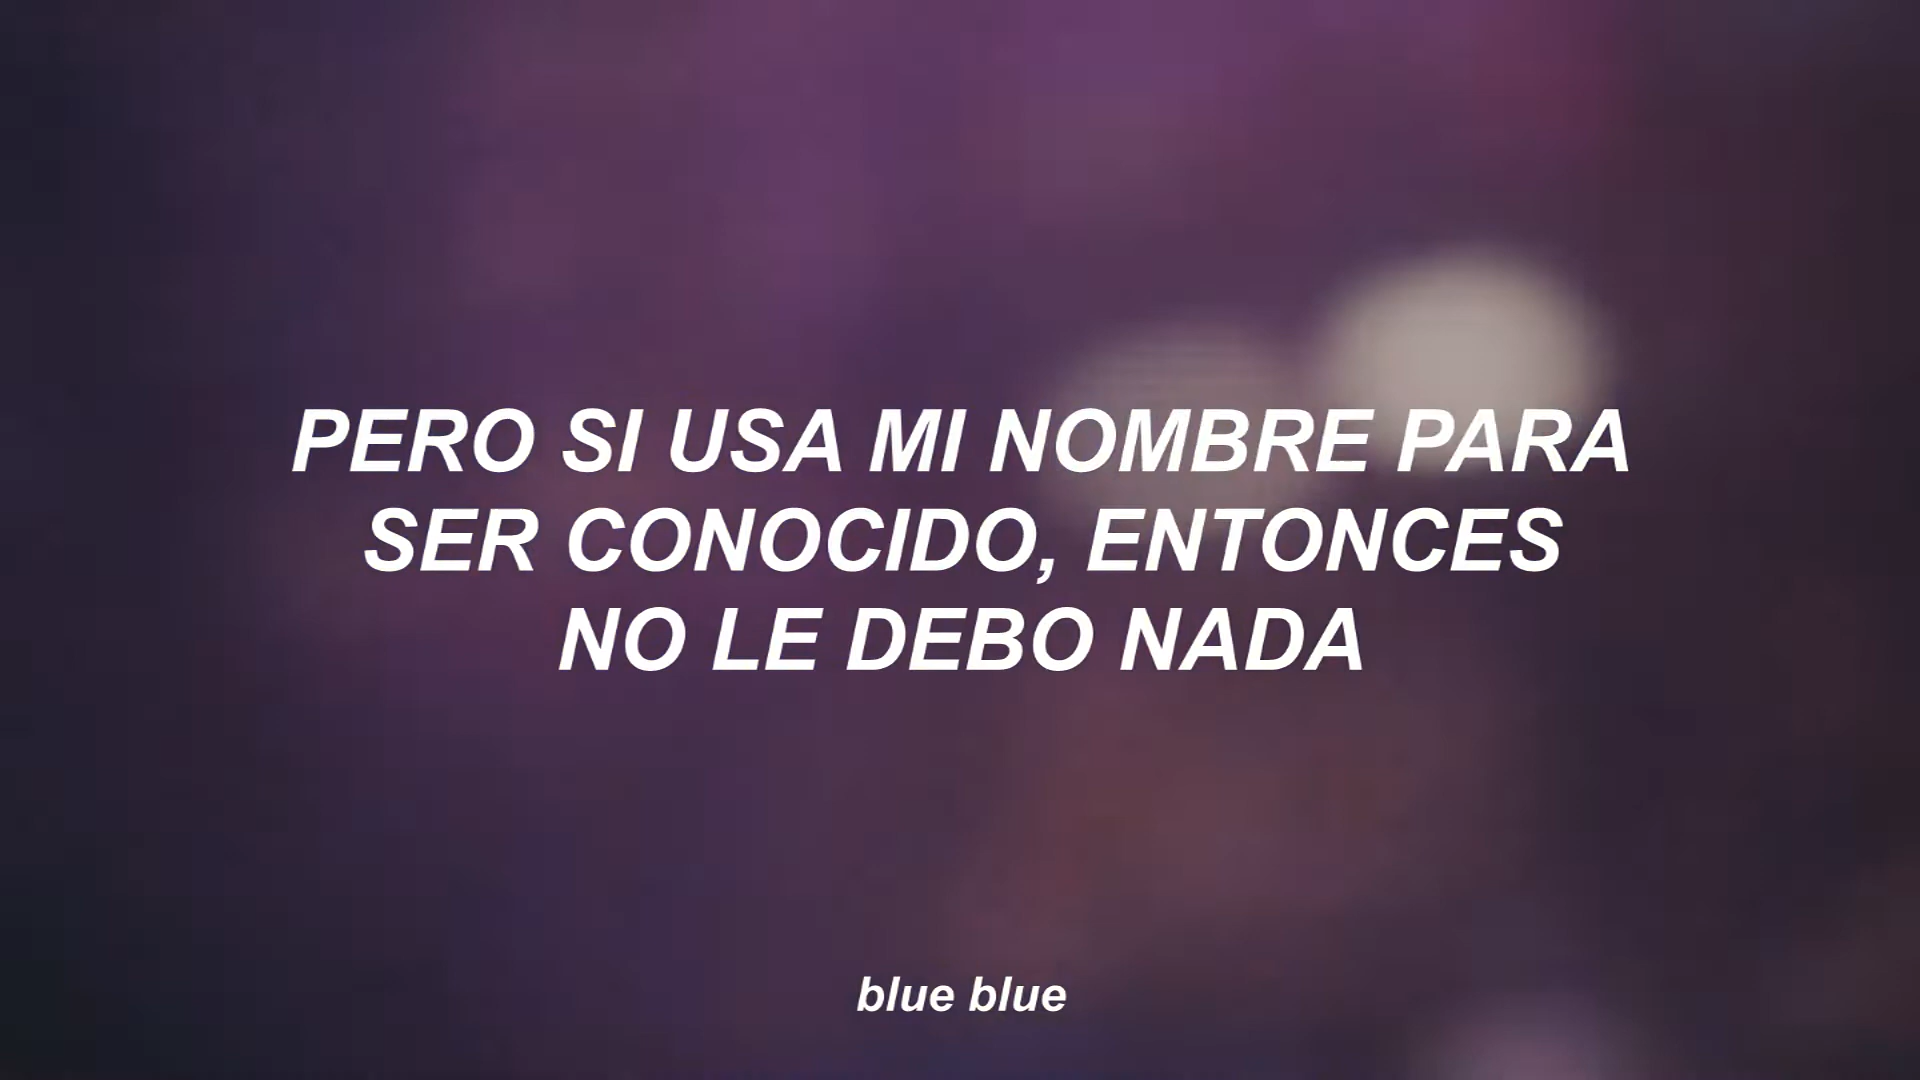 PERO SI USA MI NOMBRE PARA
SER CONOCIDO, ENTONCES
NO LE DEBO NADA
blue blue